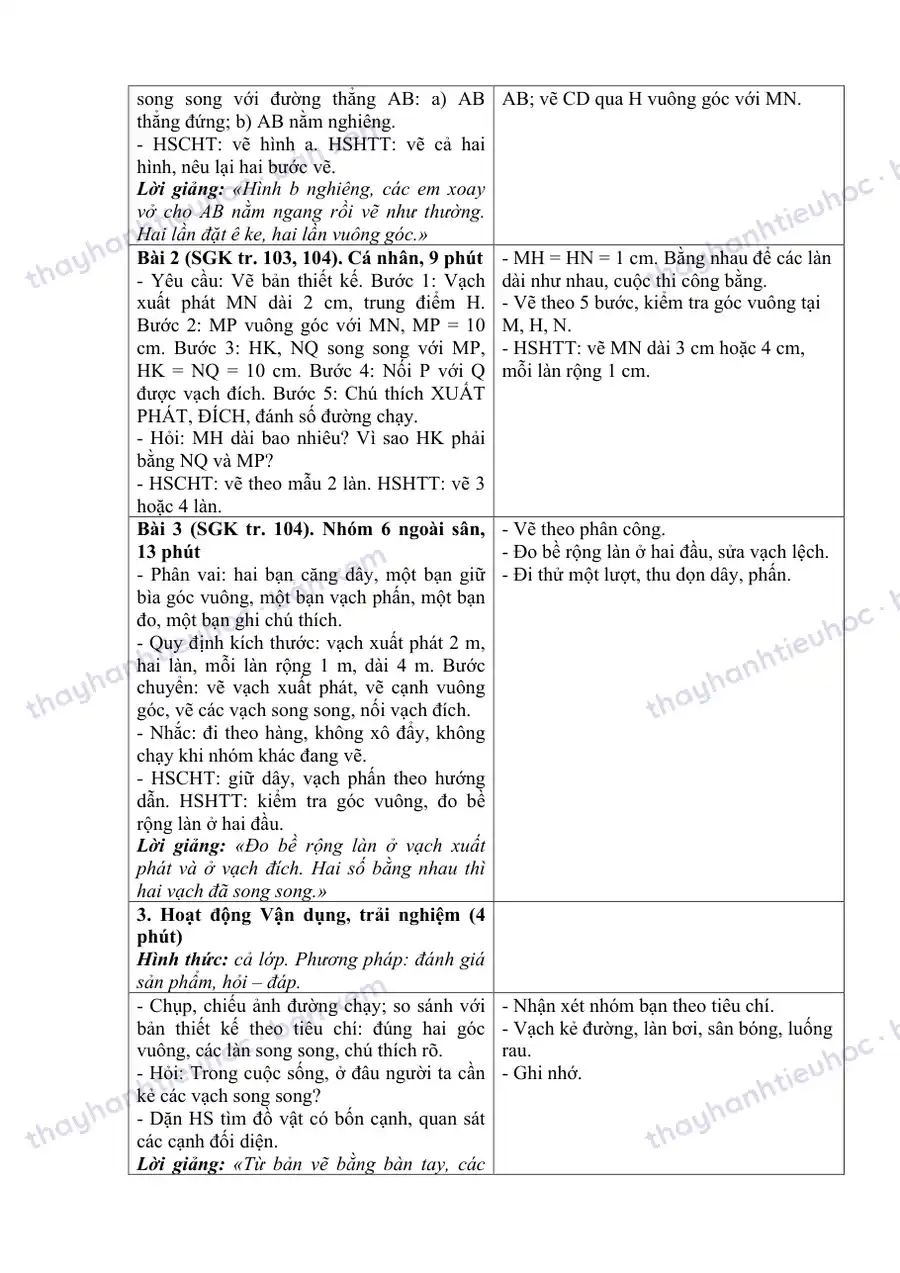 song song với đường thẳng AB: a) AB
thẳng đứng; b) AB nằm nghiêng.
- HSCHT: vẽ hình a. HSHTT: vẽ cả hai
hình, nêu lại hai bước vẽ.
Lời giảng: «Hình b nghiêng, các em xoay
vở cho AB nằm ngang rồi vẽ như thường.
Hai lần đặt ê ke, hai lần vuông góc.»
AB; vẽ CD qua H vuông góc với MN.
Bài 2 (SGK tr. 103, 104). Cá nhân, 9 phút
- Yêu cầu: Vẽ bản thiết kế. Bước 1: Vạch
xuất phát MN dài 2 cm, trung điểm H.
Bước 2: MP vuông góc với MN, MP = 10
cm. Bước 3: HK, NQ song song với MP,
HK = NQ = 10 cm. Bước 4: Nối P với Q
được vạch đích. Bước 5: Chú thích XUẤT
PHÁT, ĐÍCH, đánh số đường chạy.
- Hỏi: MH dài bao nhiêu? Vì sao HK phải
bằng NQ và MP?
- HSCHT: vẽ theo mẫu 2 làn. HSHTT: vẽ 3
hoặc 4 làn.
- MH = HN = 1 cm. Bằng nhau để các làn
dài như nhau, cuộc thi công bằng.
- Vẽ theo 5 bước, kiểm tra góc vuông tại
M, H, N.
- HSHTT: vẽ MN dài 3 cm hoặc 4 cm,
mỗi làn rộng 1 cm.
Bài 3 (SGK tr. 104). Nhóm 6 ngoài sân,
13 phút
- Phân vai: hai bạn căng dây, một bạn giữ
bìa góc vuông, một bạn vạch phấn, một bạn
đo, một bạn ghi chú thích.
- Quy định kích thước: vạch xuất phát 2 m,
hai làn, mỗi làn rộng 1 m, dài 4 m. Bước
chuyển: vẽ vạch xuất phát, vẽ cạnh vuông
góc, vẽ các vạch song song, nối vạch đích.
- Nhắc: đi theo hàng, không xô đẩy, không
chạy khi nhóm khác đang vẽ.
- HSCHT: giữ dây, vạch phấn theo hướng
dẫn. HSHTT: kiểm tra góc vuông, đo bề
rộng làn ở hai đầu.
Lời giảng: «Đo bề rộng làn ở vạch xuất
phát và ở vạch đích. Hai số bằng nhau thì
hai vạch đã song song.»
- Vẽ theo phân công.
- Đo bề rộng làn ở hai đầu, sửa vạch lệch.
- Đi thử một lượt, thu dọn dây, phấn.
3. Hoạt động Vận dụng, trải nghiệm (4
phút)
Hình thức: cả lớp. Phương pháp: đánh giá
sản phẩm, hỏi – đáp.
- Chụp, chiếu ảnh đường chạy; so sánh với
bản thiết kế theo tiêu chí: đúng hai góc
vuông, các làn song song, chú thích rõ.
- Hỏi: Trong cuộc sống, ở đâu người ta cần
kẻ các vạch song song?
- Dặn HS tìm đồ vật có bốn cạnh, quan sát
các cạnh đối diện.
Lời giảng: «Từ bản vẽ bằng bàn tay, các
- Nhận xét nhóm bạn theo tiêu chí.
- Vạch kẻ đường, làn bơi, sân bóng, luống
rau.
- Ghi nhớ.
thayhanhtieuhoc · bản xem
thayhanhtieuhoc · b
thayhanhtieuhoc · bản xem
thayhanhtieuhoc · b
thayhanhtieuhoc · bản xem
thayhanhtieuhoc · b